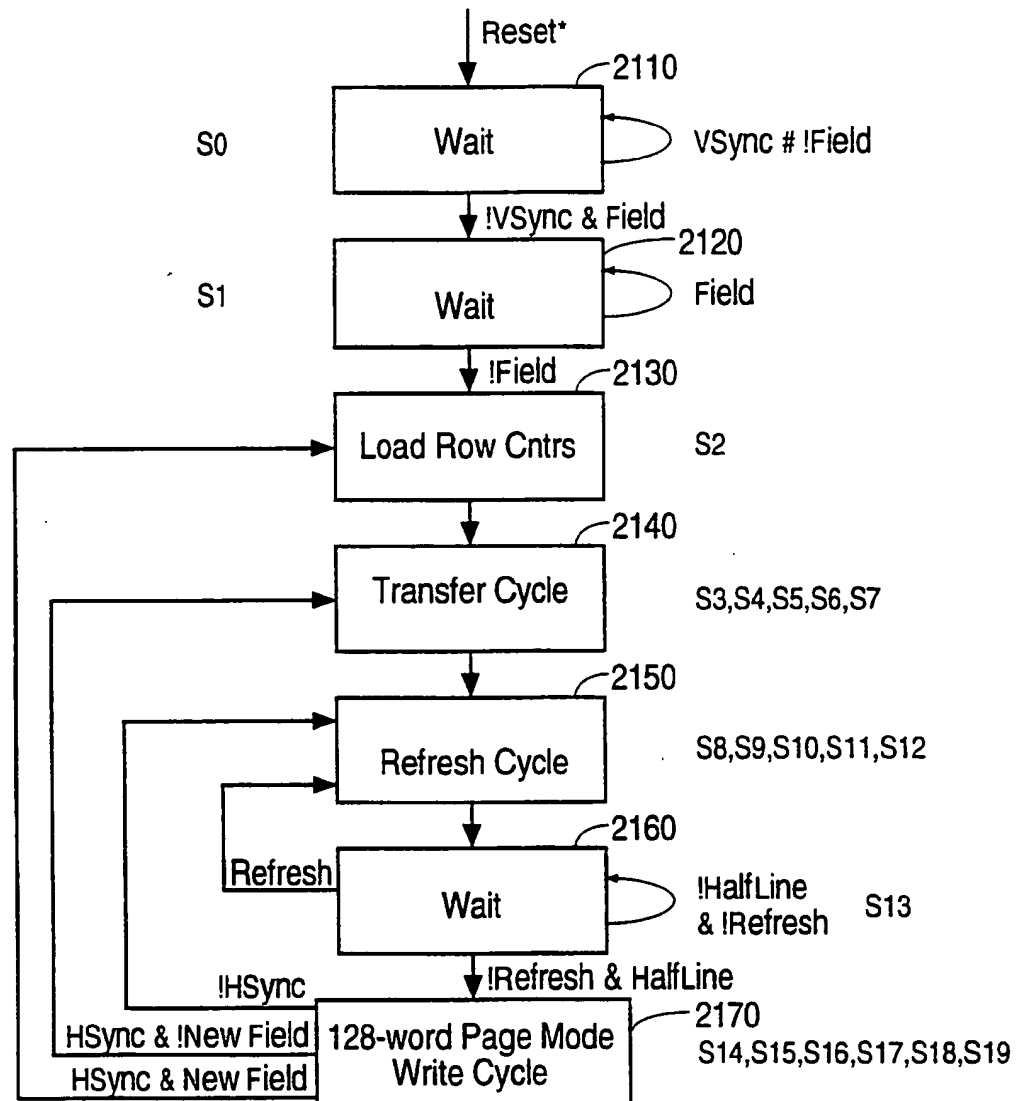 Reset*
2110
S0
Wait
VSync # !Field
!VSync & Field
2120
S1
Wait
Field
!Field
2130
Load Row Cntrs
S2
2140
Transfer Cycle
S3,S4,S5,S6,S7
2150
Refresh Cycle
S8,S9,S10,S11,S12
2160
Refresh
Wait
!HalfLine
& !Refresh
S13
!Refresh & HalfLine
!HSync
HSync & !New Field
HSync & New Field
128-word Page Mode
Write Cycle
2170
S14,S15,S16,S17,S18,S19